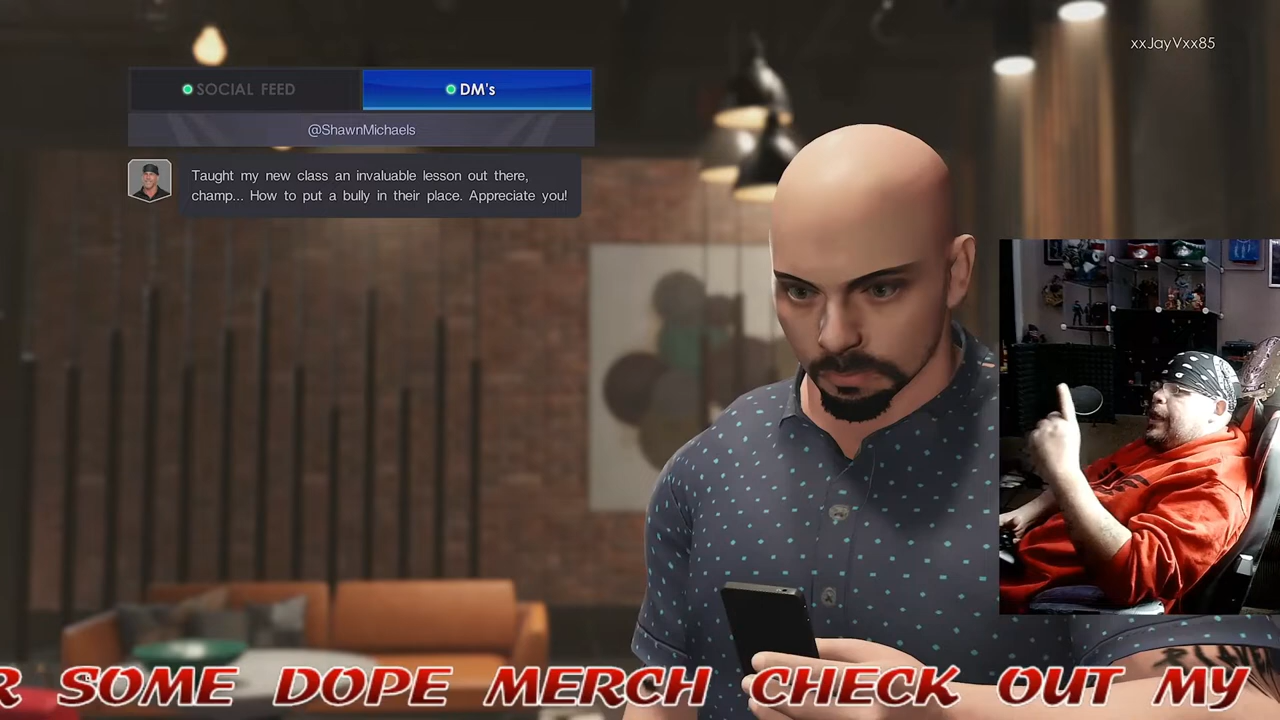 xxJayVxx85
SOCIAL FEED
DM's
@ShawnMichaels
Taught my new class an invaluable lesson out there,
champ... How to put a bully in their place. Appreciate you!
R SOME DOPE MERCH CHECK OUT MY